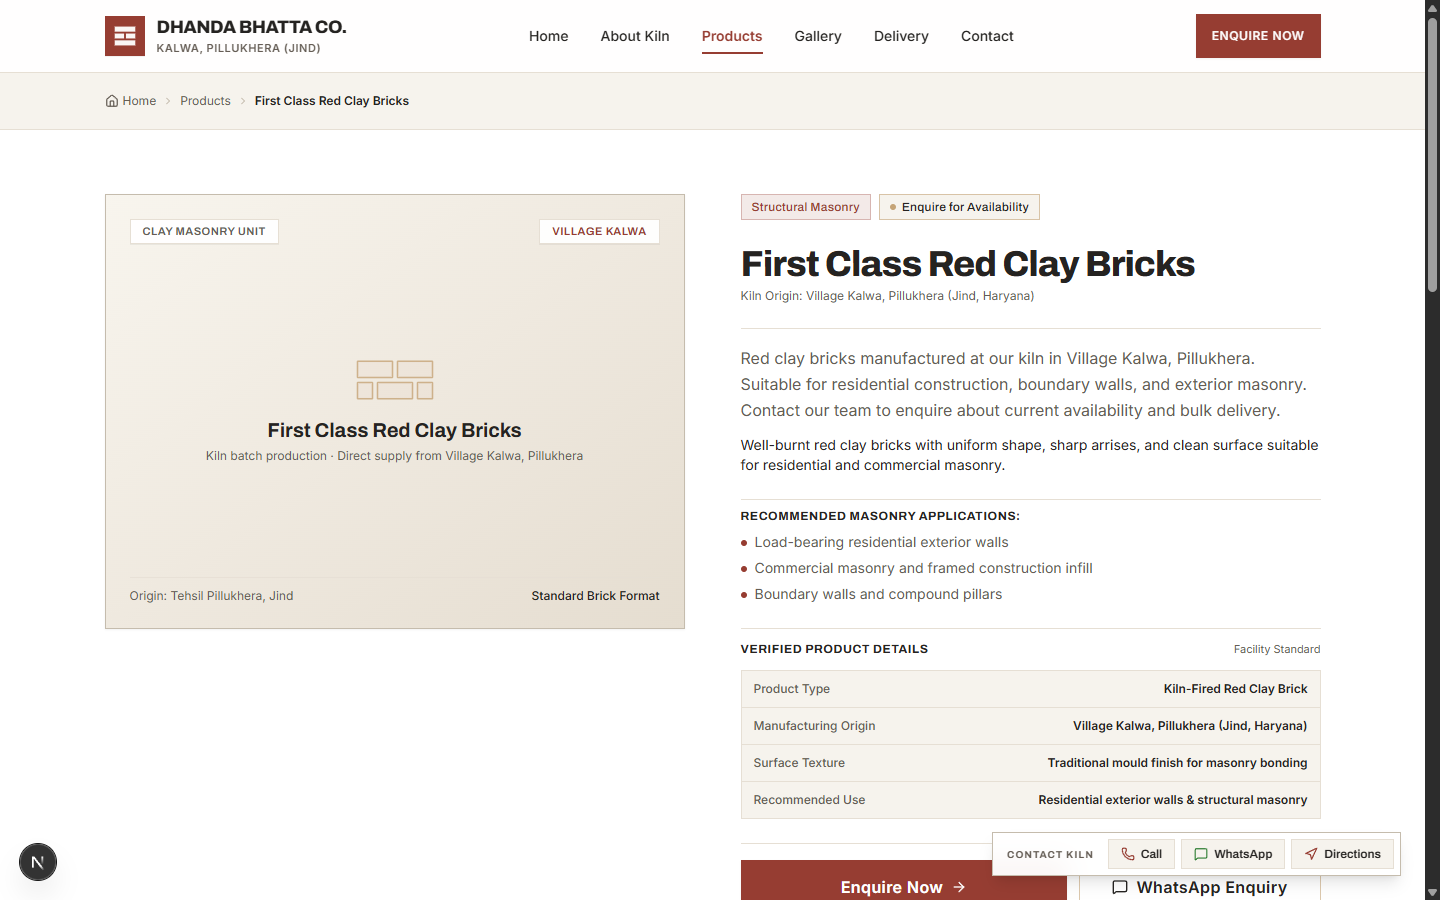 DHANDA BHATTA CO.
KALWA, PILLUKHERA (JIND)
Home
About Kiln
Products
Gallery
Delivery
Contact
ENQUIRE NOW
Home
Products
First Class Red Clay Bricks
CLAY MASONRY UNIT
VILLAGE KALWA
First Class Red Clay Bricks
Kiln batch production · Direct supply from Village Kalwa, Pillukhera
Origin: Tehsil Pillukhera, Jind
Standard Brick Format
Structural Masonry
Enquire for Availability
First Class Red Clay Bricks
Kiln Origin: Village Kalwa, Pillukhera (Jind, Haryana)
Red clay bricks manufactured at our kiln in Village Kalwa, Pillukhera.
Suitable for residential construction, boundary walls, and exterior masonry.
Contact our team to enquire about current availability and bulk delivery.
Well-burnt red clay bricks with uniform shape, sharp arrises, and clean surface suitable
for residential and commercial masonry.
RECOMMENDED MASONRY APPLICATIONS:
Load-bearing residential exterior walls
Commercial masonry and framed construction infill
Boundary walls and compound pillars
VERIFIED PRODUCT DETAILS
Facility Standard
Product Type
Kiln-Fired Red Clay Brick
Manufacturing Origin
Village Kalwa, Pillukhera (Jind, Haryana)
Surface Texture
Traditional mould finish for masonry bonding
Recommended Use
Residential exterior walls & structural masonry
CONTACT KILN
Call
WhatsApp
Directions
Enquire Now
WhatsApp Enquiry
N